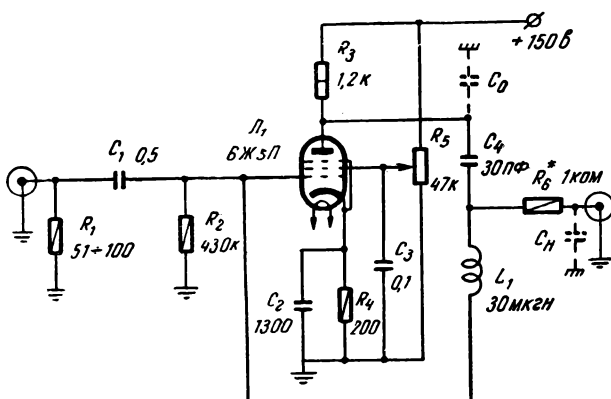 +150в
R3
1,2к
C0
Л1
6Ж5П
R5
47к
C4
30пф
C1 0,5
R6* 1ком
R1
51÷100
R2
430к
C3
0,1
Cн
L1
30мкгн
C2
1300
R4
200